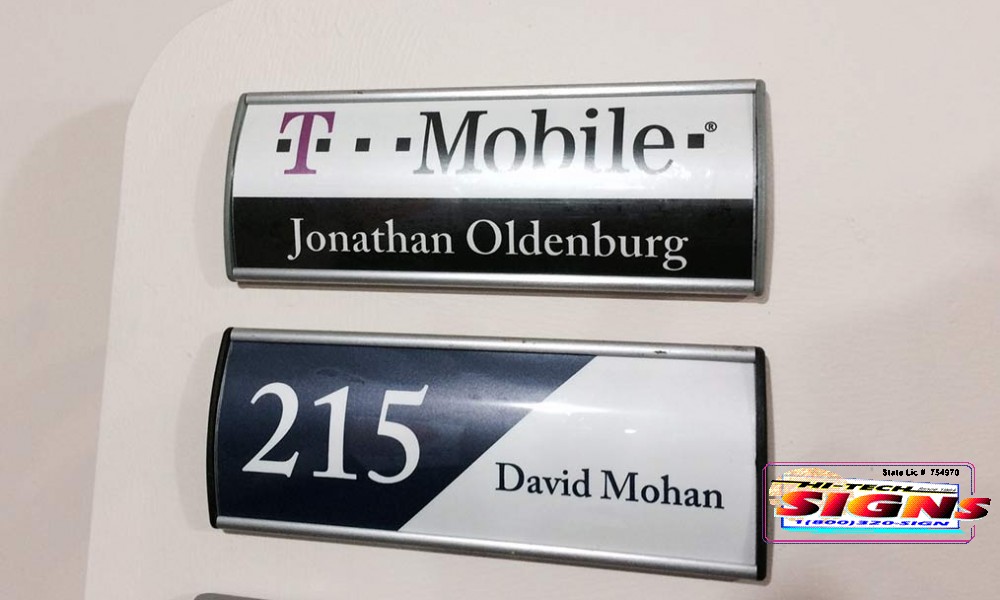 T··Mobile·®
Jonathan Oldenburg
215
David Mohan
State Lic # 754970
HI-TECH
SIGNS
1(800)320-SIGN